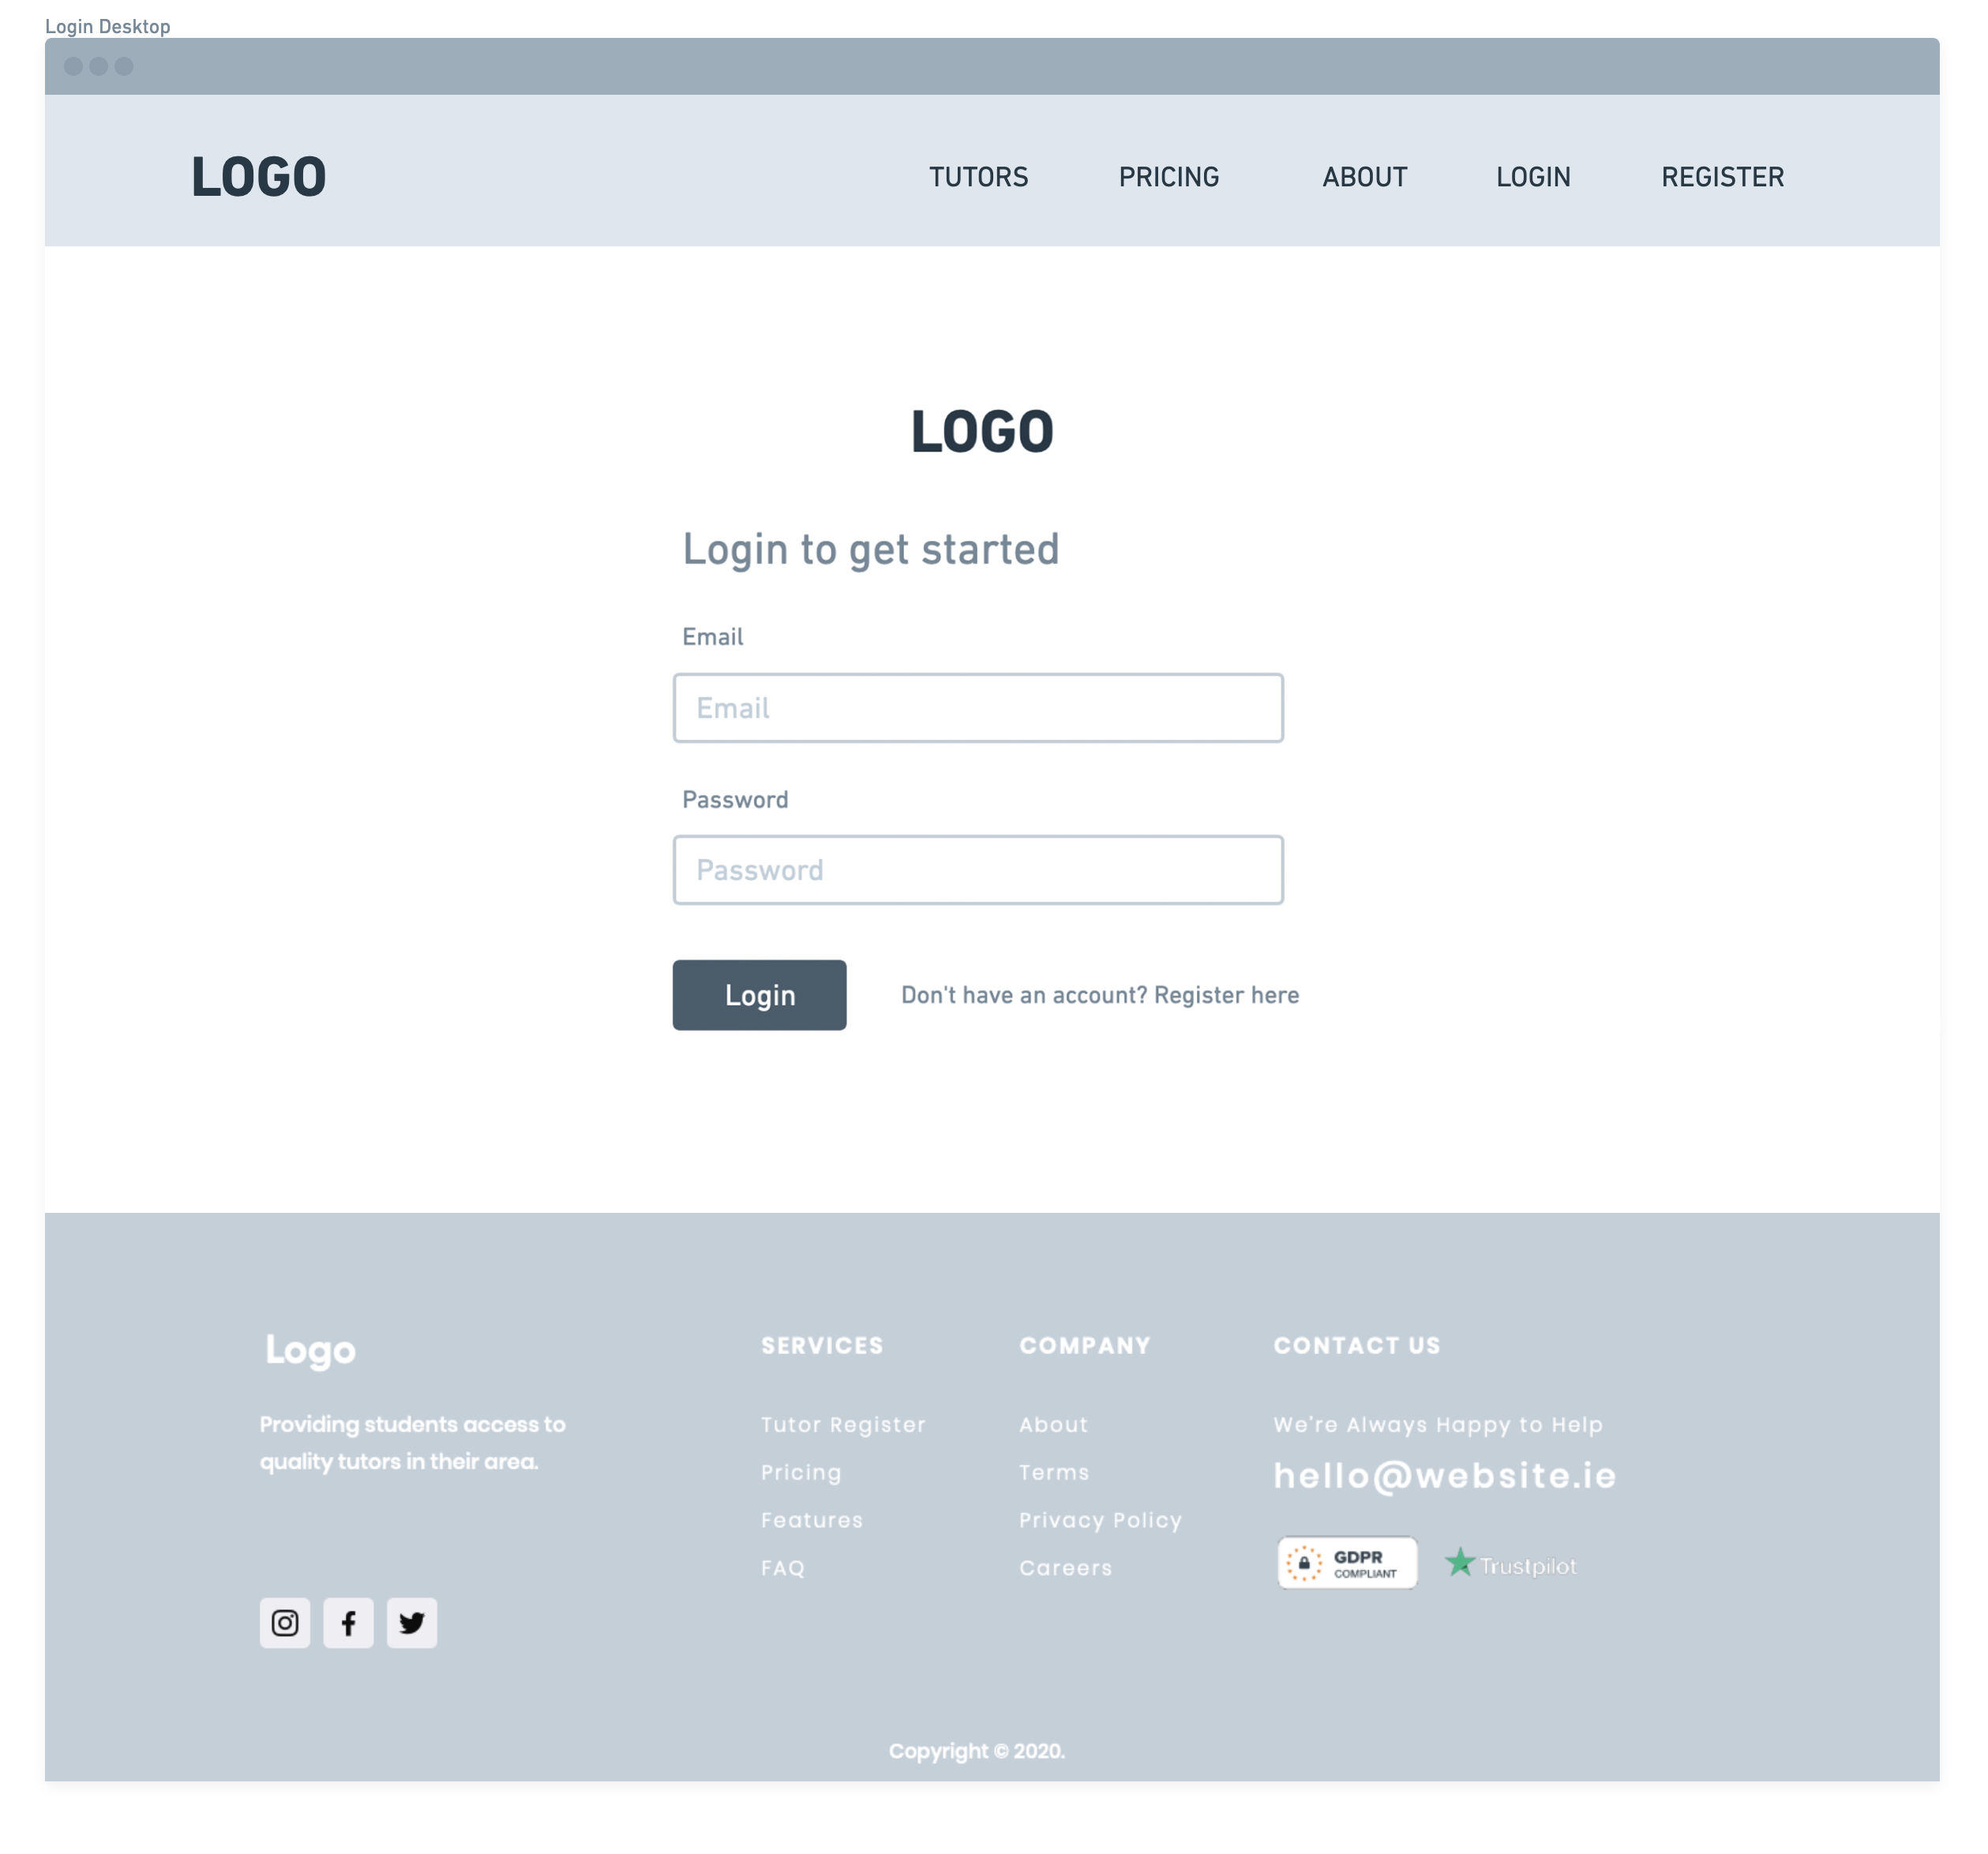 Login Desktop
LOGO
TUTORS PRICING ABOUT LOGIN REGISTER
LOGO
Login to get started
Email
Email
Password
Password
Login Don't have an account? Register here
Logo
Providing students access to
quality tutors in their area.
SERVICES
Tutor Register
Pricing
Features
FAQ
COMPANY
About
Terms
Privacy Policy
Careers
CONTACT US
We're Always Happy to Help
hello@website.ie
GDPR
COMPLIANT
Trustpilot
Copyright © 2020.